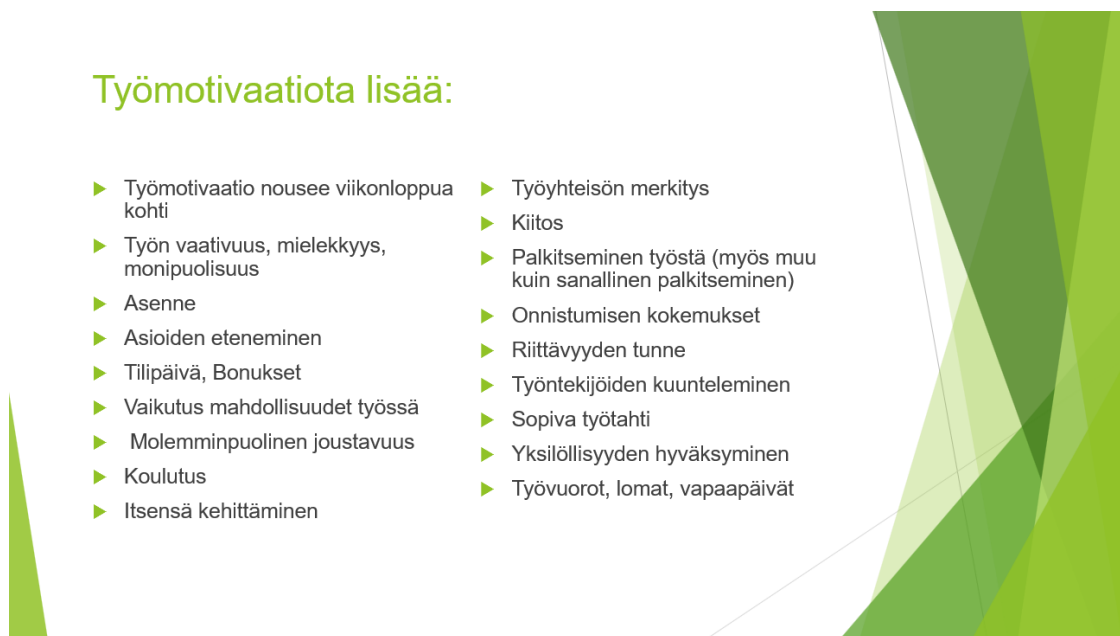 Työmotivaatiota lisää:
Työmotivaatio nousee viikonloppua
kohti
Työn vaativuus, mielekkyys,
monipuolisuus
Asenne
Asioiden eteneminen
Tilipäivä, Bonukset
Vaikutus mahdollisuudet työssä
Molemminpuolinen joustavuus
Koulutus
Itsensä kehittäminen
Työyhteisön merkitys
Kiitos
Palkitseminen työstä (myös muu
kuin sanallinen palkitseminen)
Onnistumisen kokemukset
Riittävyyden tunne
Työntekijöiden kuunteleminen
Sopiva työtahti
Yksilöllisyyden hyväksyminen
Työvuorot, lomat, vapaapäivät